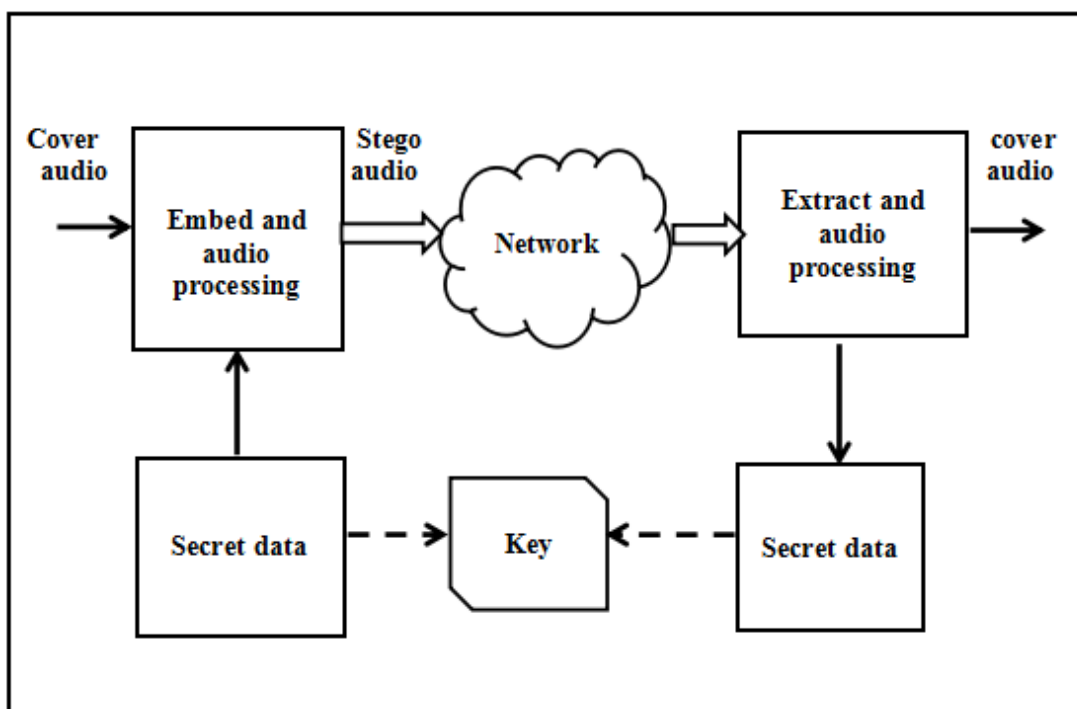 Cover
audio
Embed and
audio
processing
Stego
audio
Network
Extract and
audio
processing
cover
audio
Secret data
Key
Secret data